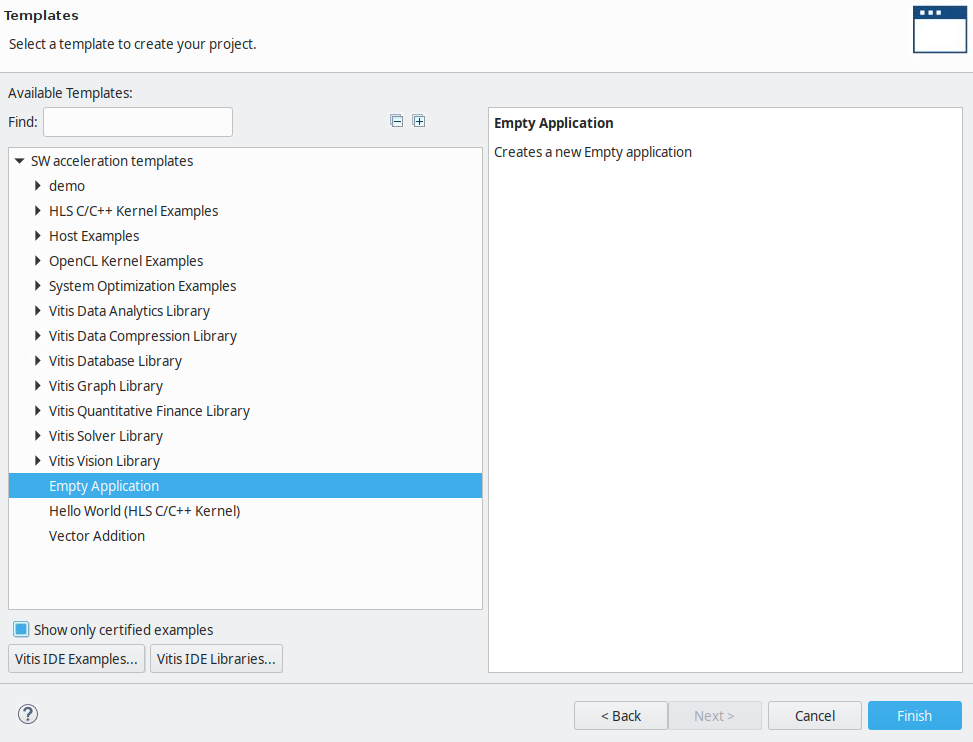 Templates
Select a template to create your project.
Available Templates:
Find:
SW acceleration templates
demo
HLS C/C++ Kernel Examples
Host Examples
OpenCL Kernel Examples
System Optimization Examples
Vitis Data Analytics Library
Vitis Data Compression Library
Vitis Database Library
Vitis Graph Library
Vitis Quantitative Finance Library
Vitis Solver Library
Vitis Vision Library
Empty Application
Hello World (HLS C/C++ Kernel)
Vector Addition
Show only certified examples
Vitis IDE Examples...
Vitis IDE Libraries...
Empty Application
Creates a new Empty application
?
< Back
Next >
Cancel
Finish